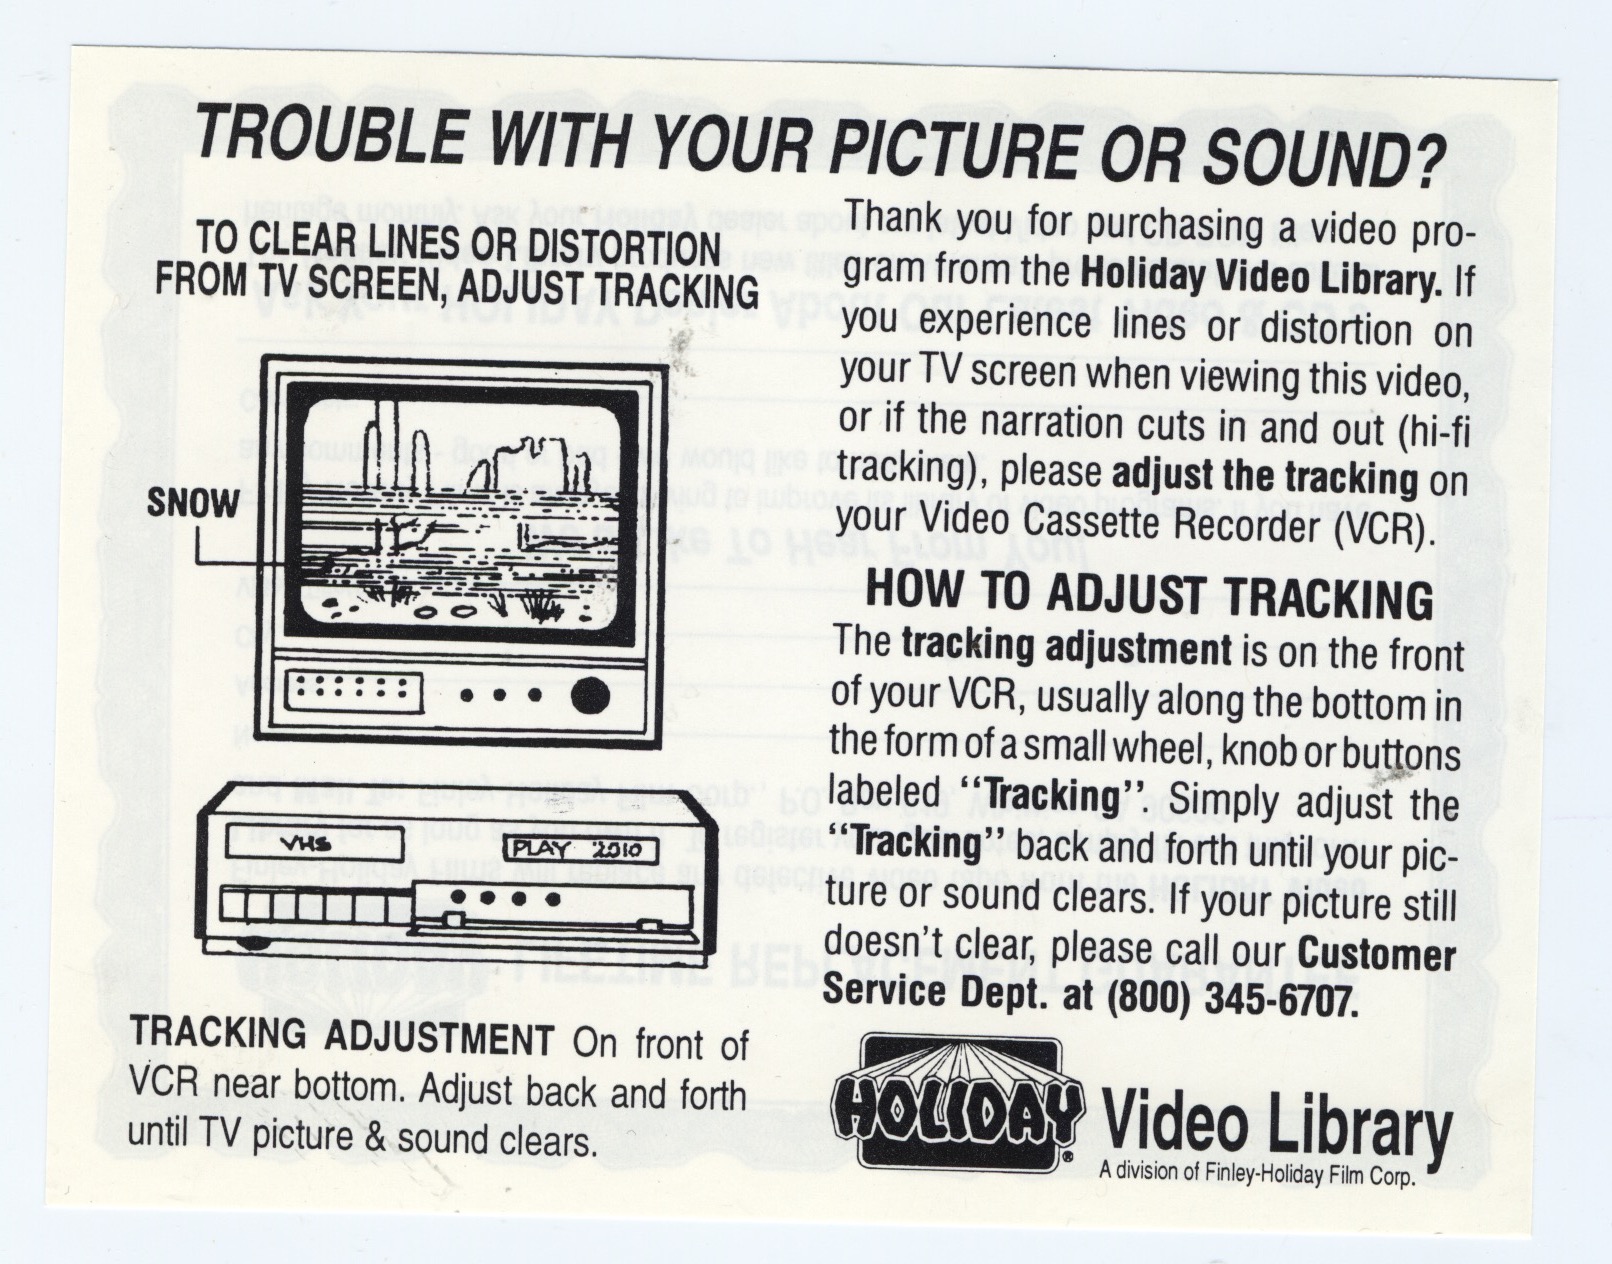 TROUBLE WITH YOUR PICTURE OR SOUND?
TO CLEAR LINES OR DISTORTION
FROM TV SCREEN, ADJUST TRACKING
SNOW
VHS
PLAY 2010
TRACKING ADJUSTMENT On front of
VCR near bottom. Adjust back and forth
until TV picture & sound clears.
Thank you for purchasing a video pro-
gram from the Holiday Video Library. If
you experience lines or distortion on
your TV screen when viewing this video,
or if the narration cuts in and out (hi-fi
tracking), please adjust the tracking on
your Video Cassette Recorder (VCR).
HOW TO ADJUST TRACKING
The tracking adjustment is on the front
of your VCR, usually along the bottom in
the form of a small wheel, knob or buttons
labeled “Tracking”. Simply adjust the
“Tracking” back and forth until your pic-
ture or sound clears. If your picture still
doesn't clear, please call our Customer
Service Dept. at (800) 345-6707.
HOLIDAY®
Video Library
A division of Finley-Holiday Film Corp.